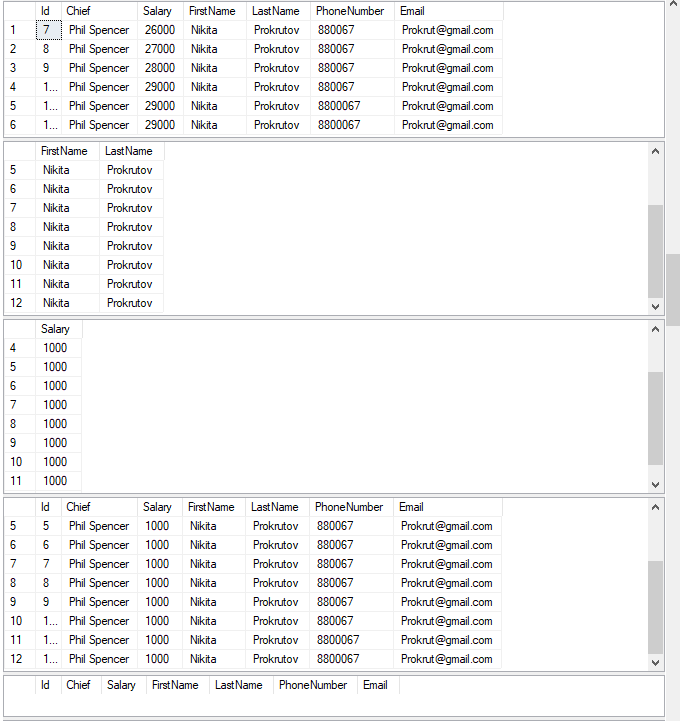 Id Chief Salary FirstName LastName PhoneNumber Email
1 7 Phil Spencer 26000 Nikita Prokrutov 880067 Prokrut@gmail.com
2 8 Phil Spencer 27000 Nikita Prokrutov 880067 Prokrut@gmail.com
3 9 Phil Spencer 28000 Nikita Prokrutov 880067 Prokrut@gmail.com
4 1... Phil Spencer 29000 Nikita Prokrutov 880067 Prokrut@gmail.com
5 1... Phil Spencer 29000 Nikita Prokrutov 8800067 Prokrut@gmail.com
6 1... Phil Spencer 29000 Nikita Prokrutov 8800067 Prokrut@gmail.com
FirstName LastName
5 Nikita Prokrutov
6 Nikita Prokrutov
7 Nikita Prokrutov
8 Nikita Prokrutov
9 Nikita Prokrutov
10 Nikita Prokrutov
11 Nikita Prokrutov
12 Nikita Prokrutov
Salary
4 1000
5 1000
6 1000
7 1000
8 1000
9 1000
10 1000
11 1000
Id Chief Salary FirstName LastName PhoneNumber Email
5 5 Phil Spencer 1000 Nikita Prokrutov 880067 Prokrut@gmail.com
6 6 Phil Spencer 1000 Nikita Prokrutov 880067 Prokrut@gmail.com
7 7 Phil Spencer 1000 Nikita Prokrutov 880067 Prokrut@gmail.com
8 8 Phil Spencer 1000 Nikita Prokrutov 880067 Prokrut@gmail.com
9 9 Phil Spencer 1000 Nikita Prokrutov 880067 Prokrut@gmail.com
10 1... Phil Spencer 1000 Nikita Prokrutov 880067 Prokrut@gmail.com
11 1... Phil Spencer 1000 Nikita Prokrutov 8800067 Prokrut@gmail.com
12 1... Phil Spencer 1000 Nikita Prokrutov 8800067 Prokrut@gmail.com
Id Chief Salary FirstName LastName PhoneNumber Email